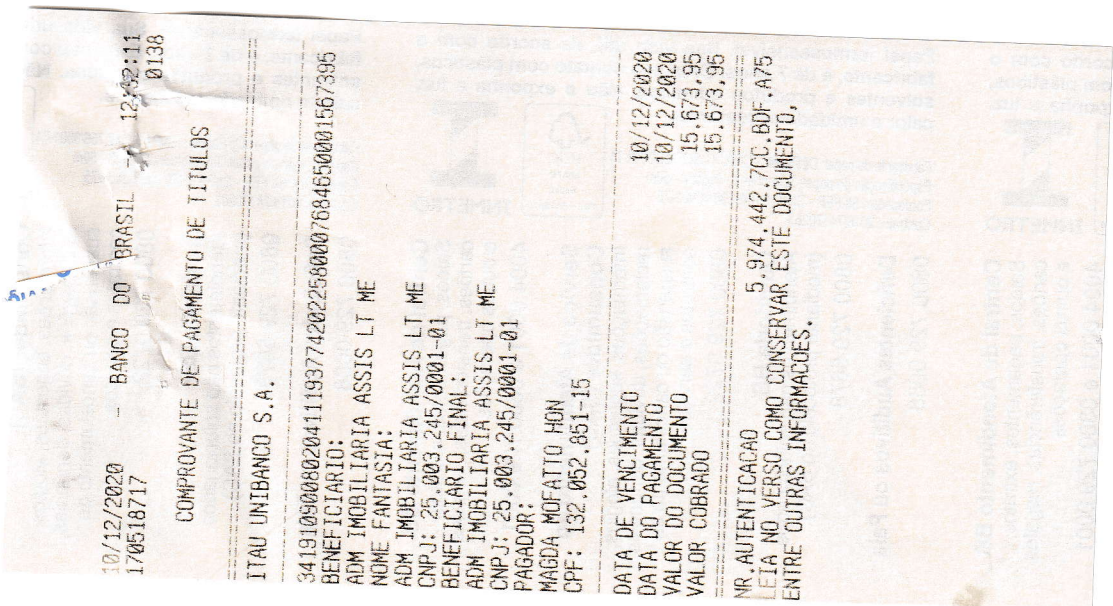 10/12/2020 - BANCO DO BRASIL - 12:02:11
170518717 0138
COMPROVANTE DE PAGAMENTO DE TITULOS
ITAU UNIBANCO S.A.
34191090080204111937742022580007684650001567395
BENEFICIARIO:
ADM IMOBILIARIA ASSIS LT ME
NOME FANTASIA:
ADM IMOBILIARIA ASSIS LT ME
CNPJ: 25.003.245/0001-01
BENEFICIARIO FINAL:
ADM IMOBILIARIA ASSIS LT ME
CNPJ: 25.003.245/0001-01
PAGADOR:
MAGDA MOFATTO HON
CPF: 132.052.851-15
DATA DE VENCIMENTO 10/12/2020
DATA DO PAGAMENTO 10/12/2020
VALOR DO DOCUMENTO 15.673,95
VALOR COBRADO 15.673,95
NR.AUTENTICACAO 5.974.442.7CC.BDF.A75
LEIA NO VERSO COMO CONSERVAR ESTE DOCUMENTO,
ENTRE OUTRAS INFORMACOES.